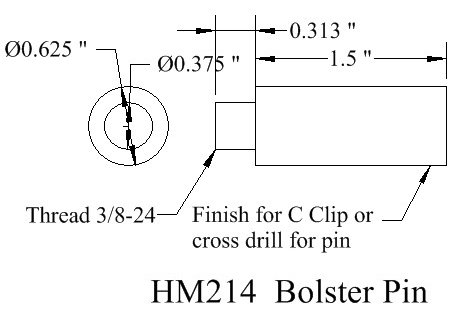 0.313 "
Ø0.625 "
Ø0.375 "
1.5 "
Thread 3/8-24
Finish for C Clip or
cross drill for pin
HM214 Bolster Pin